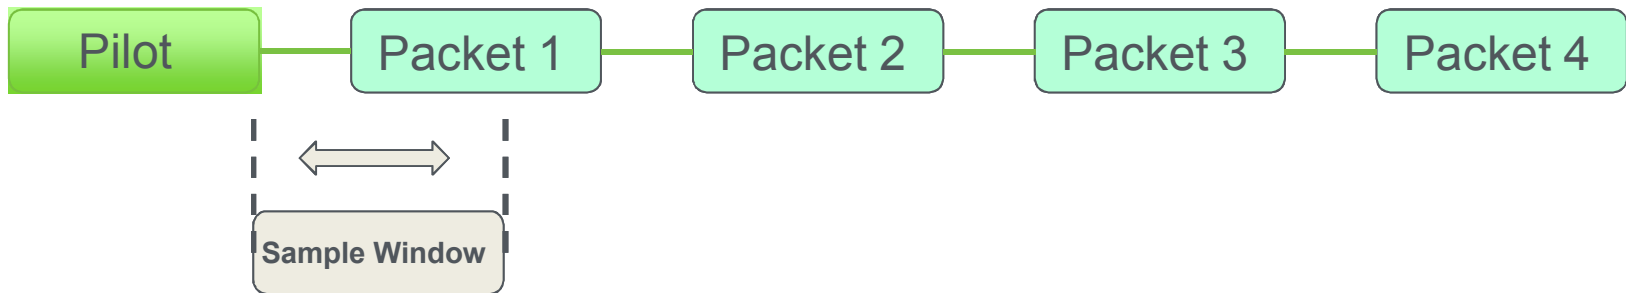 Pilot
Packet 1
Packet 2
Packet 3
Packet 4
Sample Window